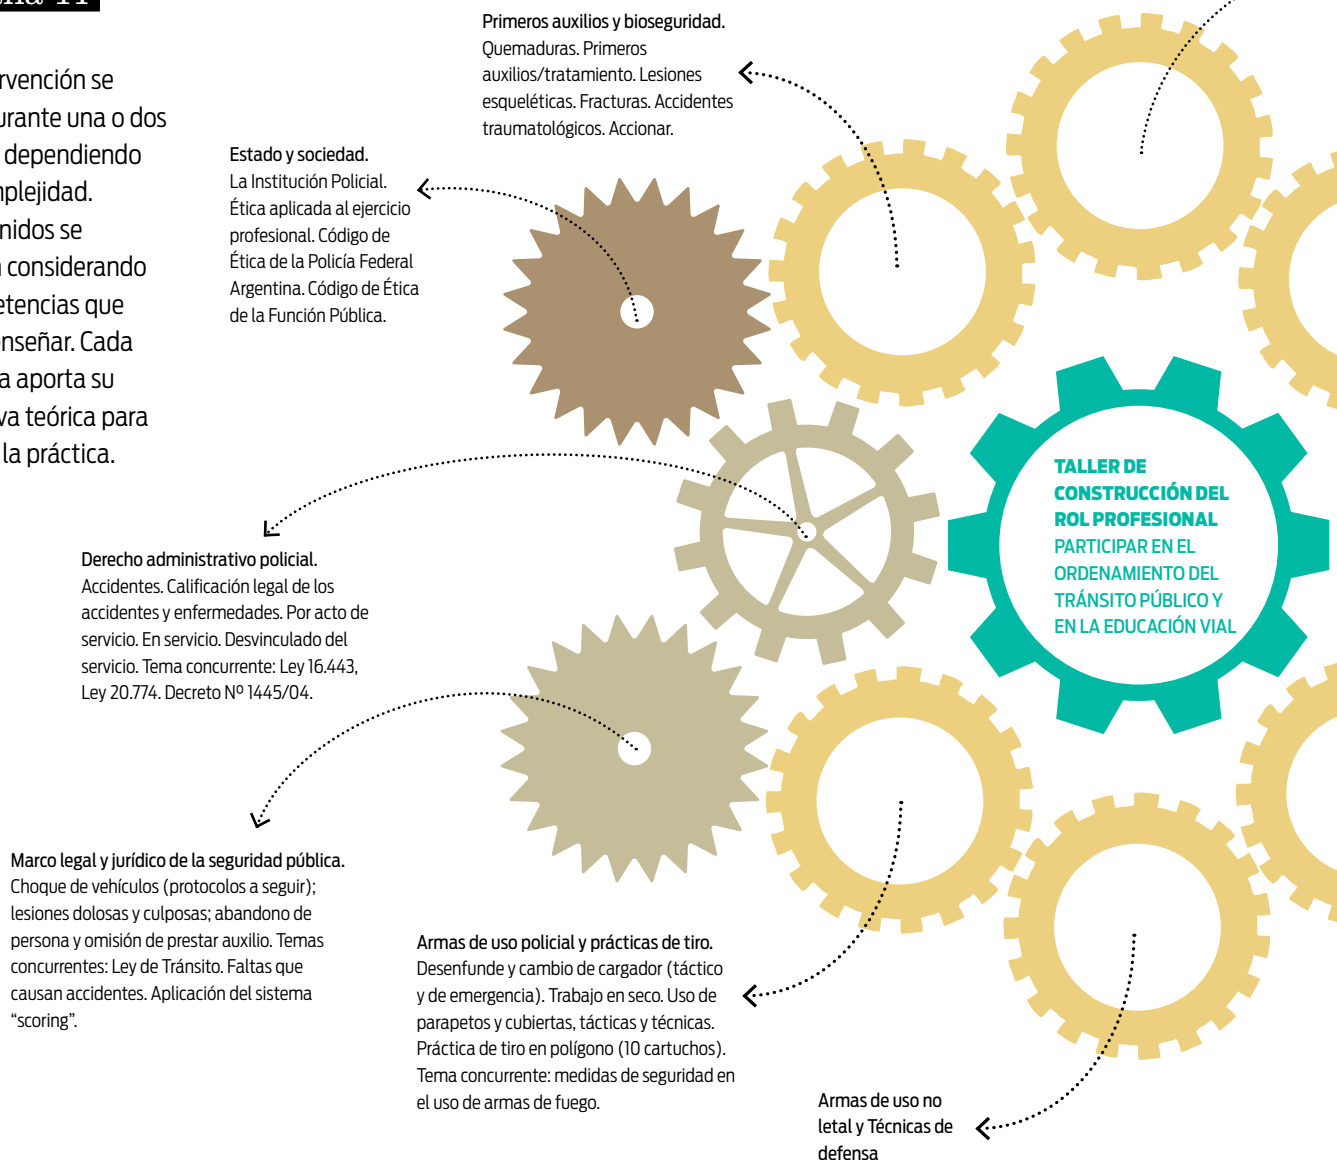 rvención se
urante una o dos
dependiendo
mplejidad.
nidos se
considerando
petencias que
enseñar. Cada
a aporta su
va teórica para
la práctica.
Primeros auxilios y bioseguridad.
Quemaduras. Primeros
auxilios/tratamiento. Lesiones
esqueléticas. Fracturas. Accidentes
traumatológicos. Accionar.
Estado y sociedad.
La Institución Policial.
Ética aplicada al ejercicio
profesional. Código de
Ética de la Policía Federal
Argentina. Código de Ética
de la Función Pública.
TALLER DE
CONSTRUCCIÓN DEL
ROL PROFESIONAL
PARTICIPAR EN EL
ORDENAMIENTO DEL
TRÁNSITO PÚBLICO Y
EN LA EDUCACIÓN VIAL
Derecho administrativo policial.
Accidentes. Calificación legal de los
accidentes y enfermedades. Por acto de
servicio. En servicio. Desvinculado del
servicio. Tema concurrente: Ley 16.443,
Ley 20.774. Decreto Nº 1445/04.
Marco legal y jurídico de la seguridad pública.
Choque de vehículos (protocolos a seguir);
lesiones dolosas y culposas; abandono de
persona y omisión de prestar auxilio. Temas
concurrentes: Ley de Tránsito. Faltas que
causan accidentes. Aplicación del sistema
“scoring”.
Armas de uso policial y prácticas de tiro.
Desenfunde y cambio de cargador (táctico
y de emergencia). Trabajo en seco. Uso de
parapetos y cubiertas, tácticas y técnicas.
Práctica de tiro en polígono (10 cartuchos).
Tema concurrente: medidas de seguridad en
el uso de armas de fuego.
Armas de uso no
letal y Técnicas de
defensa